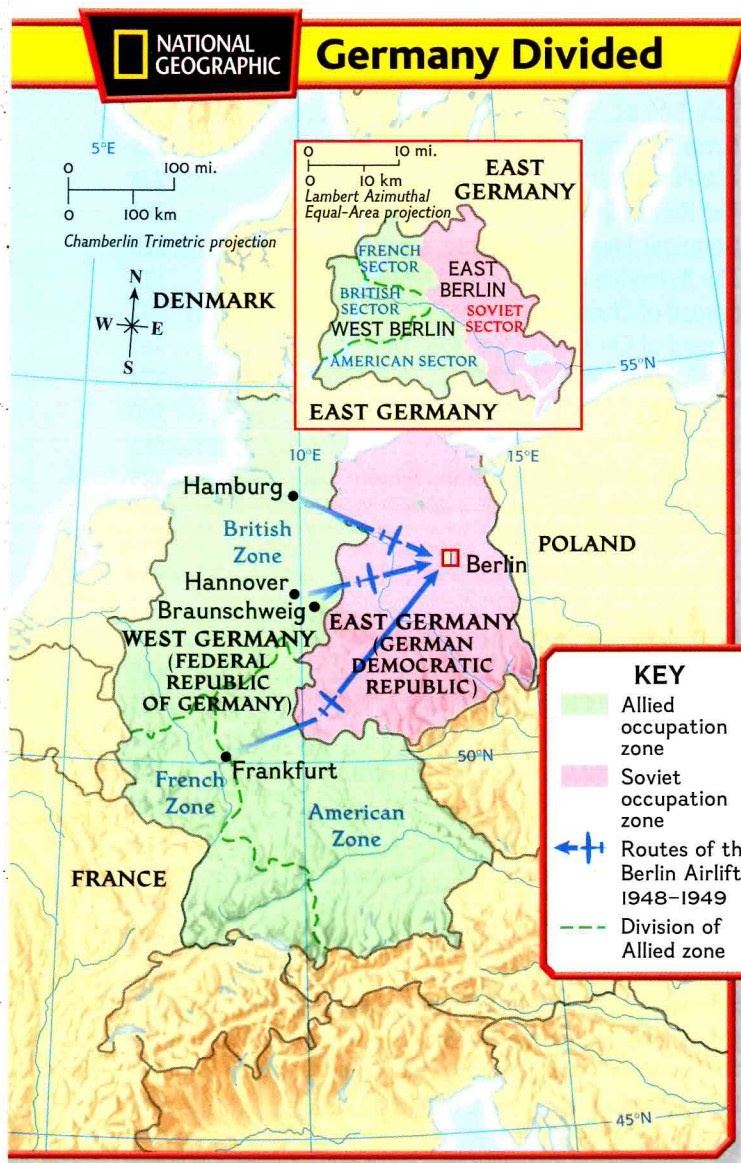 NATIONAL
GEOGRAPHIC
Germany Divided
5°E
0 100 mi.
0 100 km
Chamberlin Trimetric projection
N
W E
S
DENMARK
0 10 mi.
0 10 km
Lambert Azimuthal
Equal-Area projection
EAST
GERMANY
FRENCH
SECTOR
EAST
BERLIN
BRITISH
SECTOR
SOVIET
SECTOR
WEST BERLIN
AMERICAN SECTOR
EAST GERMANY
55°N
10°E
15°E
Hamburg
British
Zone
POLAND
Berlin
Hannover
Braunschweig
WEST GERMANY
(FEDERAL
REPUBLIC
OF GERMANY)
EAST GERMANY
(GERMAN
DEMOCRATIC
REPUBLIC)
50°N
Frankfurt
French
Zone
American
Zone
FRANCE
KEY
Allied
occupation
zone
Soviet
occupation
zone
Routes of th
Berlin Airlift
1948–1949
Division of
Allied zone
45°N